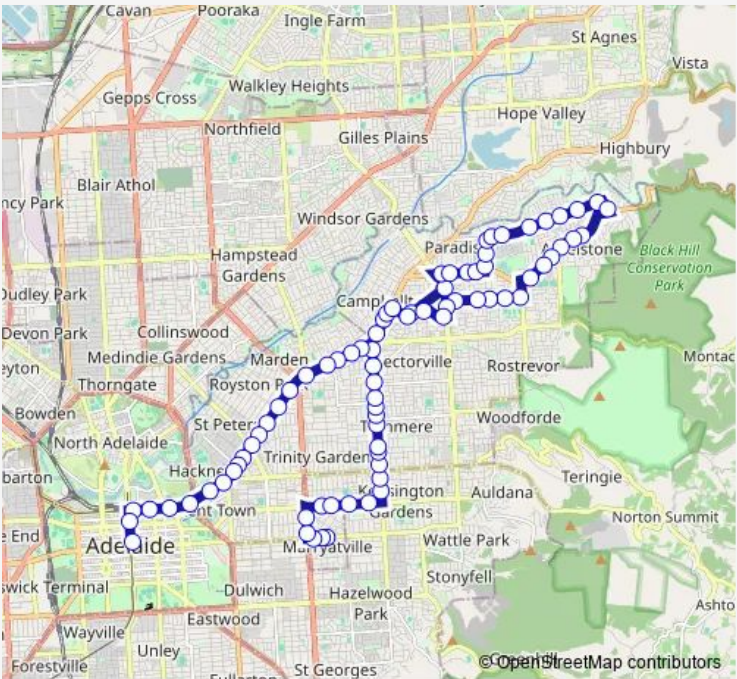 Cavan
Pooraka
Ingle Farm
St Agnes
Vista
Walkley Heights
Gepps Cross
Hope Valley
Northfield
Gilles Plains
Highbury
Blair Athol
ncy Park
Windsor Gardens
Paradis
Black Hill
Conservation
Park
Hampstead
Gardens
Dudley Park
Campbellt
Devon Park
Collinswood
Medindie Gardens
Marden
ectorville
Rostrevor
Montac
eyton
Thorngate
Royston P
Bowden
St Peter
Woodforde
North Adelaide
Trinity Garden
Teringie
barton
Hackne
Kensington
Gardens
Auldana
Norton Summit
nt Town
e End
Adelaide
Marryatville
Wattle Park
Stonyfell
swick Terminal
Dulwich
Hazelwood
Park
Eastwood
Ashto
Wayville
Unley
Forestville
St Georges
© OpenStreetMap contributors